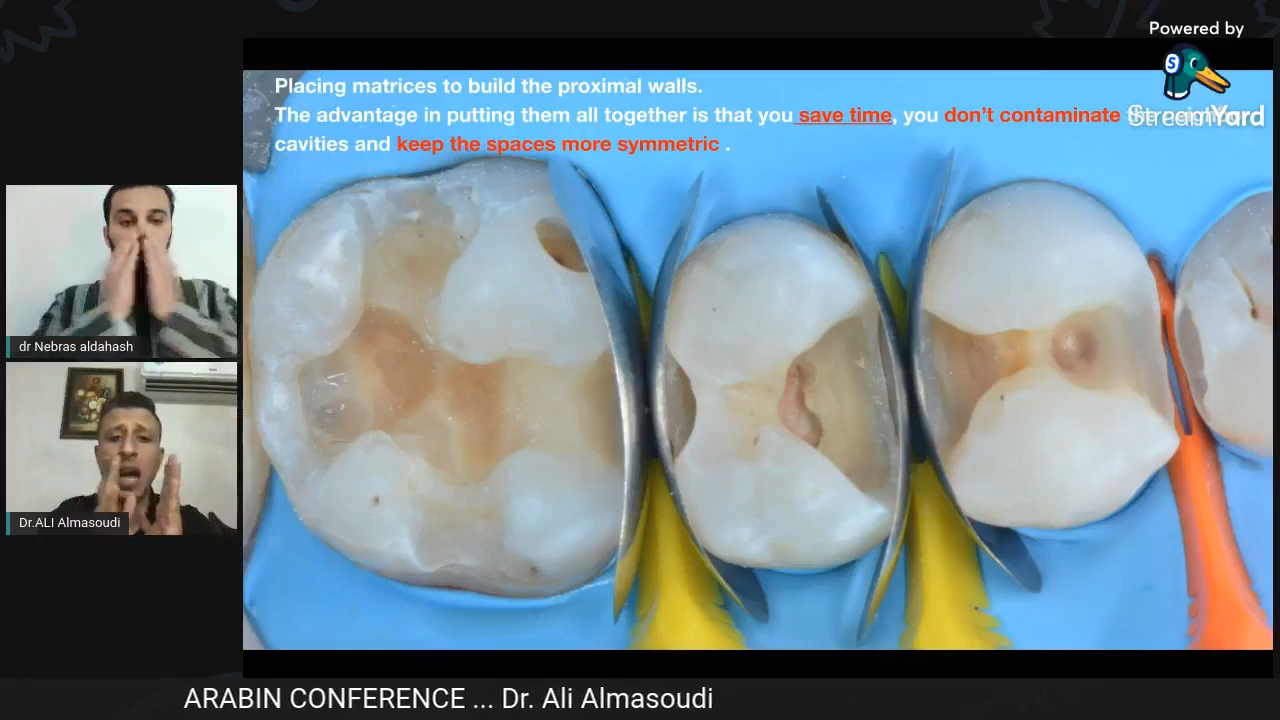 Powered by
StreamYard
Placing matrices to build the proximal walls.
The advantage in putting them all together is that you save time, you don't contaminate
cavities and keep the spaces more symmetric .
dr Nebras aldahash
Dr.ALI Almasoudi
ARABIN CONFERENCE ... Dr. Ali Almasoudi